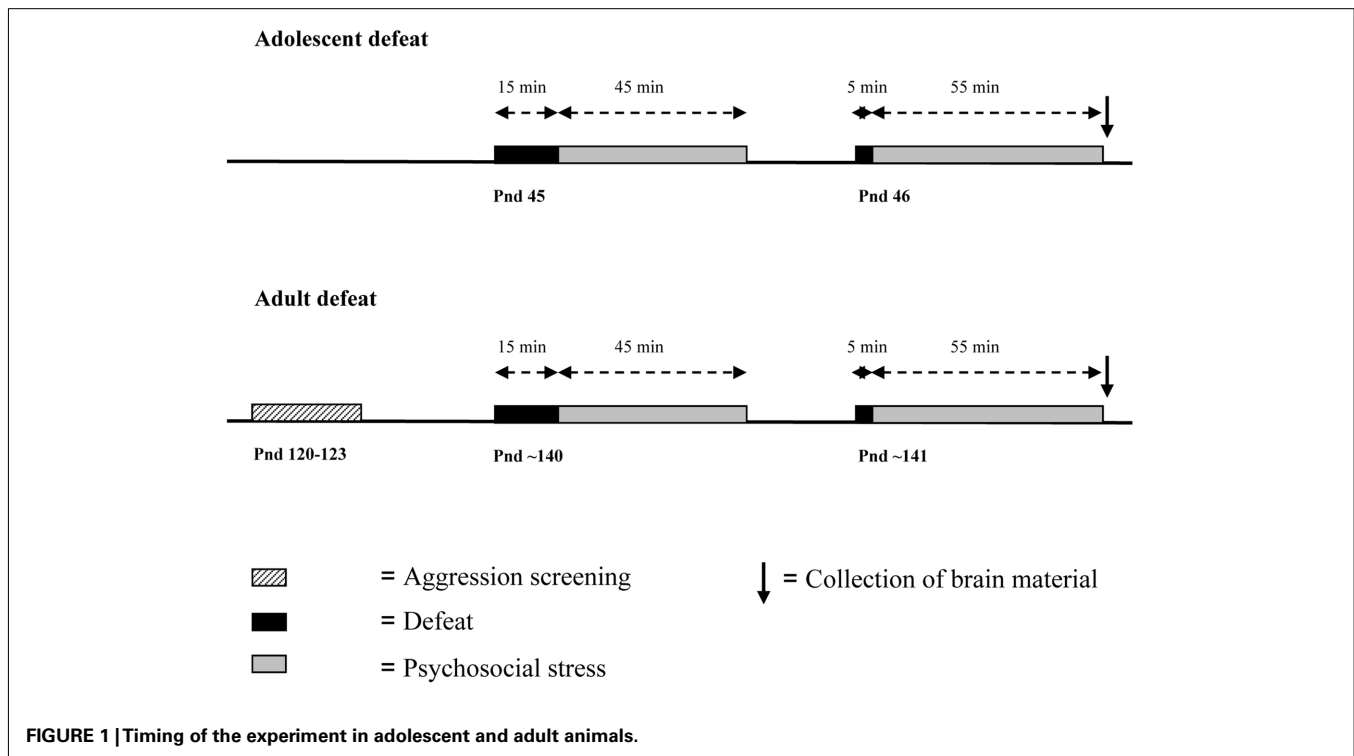 Adolescent defeat
15 min 45 min 5 min 55 min
Pnd 45 Pnd 46
Adult defeat
15 min 45 min 5 min 55 min
Pnd 120-123 Pnd ~140 Pnd ~141
= Aggression screening = Collection of brain material
= Defeat
= Psychosocial stress
FIGURE 1 | Timing of the experiment in adolescent and adult animals.